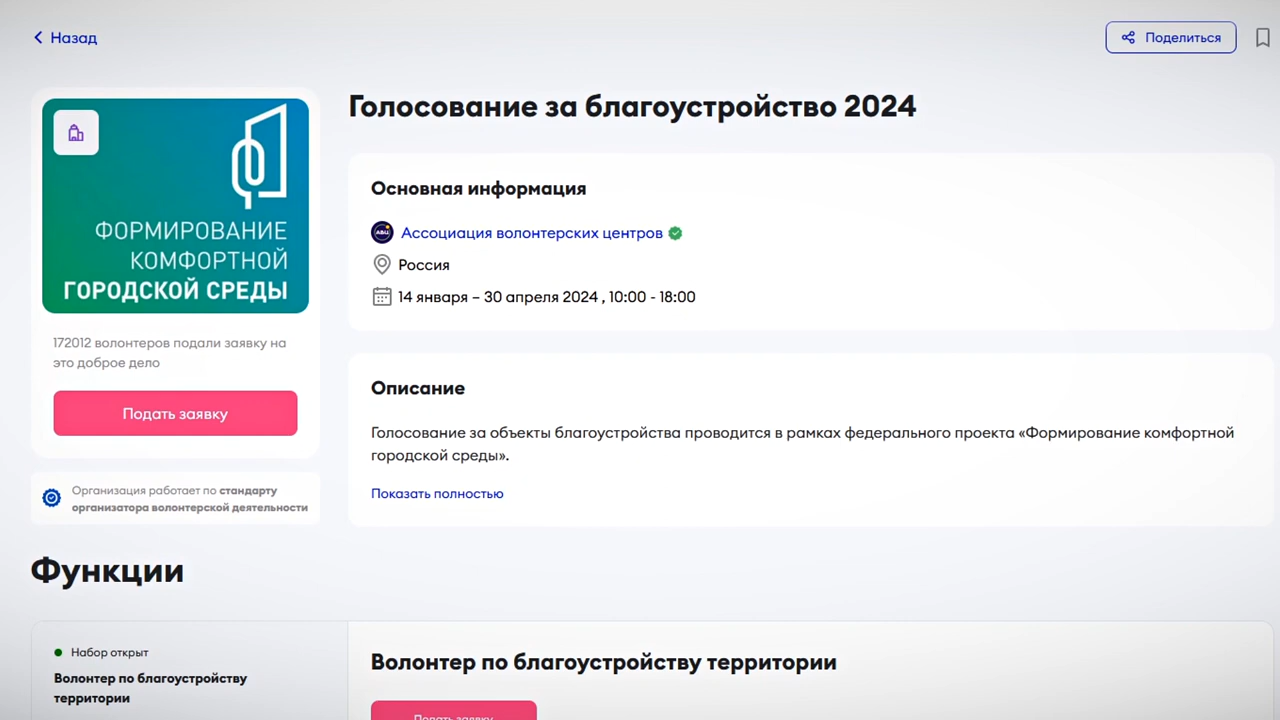 Назад
Поделиться
ФОРМИРОВАНИЕ
КОМФОРТНОЙ
ГОРОДСКОЙ СРЕДЫ
172012 волонтеров подали заявку на
это доброе дело
Подать заявку
Организация работает по стандарту
организатора волонтерской деятельности
Голосование за благоустройство 2024
Основная информация
АВЦ
Ассоциация волонтерских центров
Россия
14 января – 30 апреля 2024 , 10:00 - 18:00
Описание
Голосование за объекты благоустройства проводится в рамках федерального проекта «Формирование комфортной
городской среды».
Показать полностью
Функции
Набор открыт
Волонтер по благоустройству
территории
Волонтер по благоустройству территории
Подать заявку